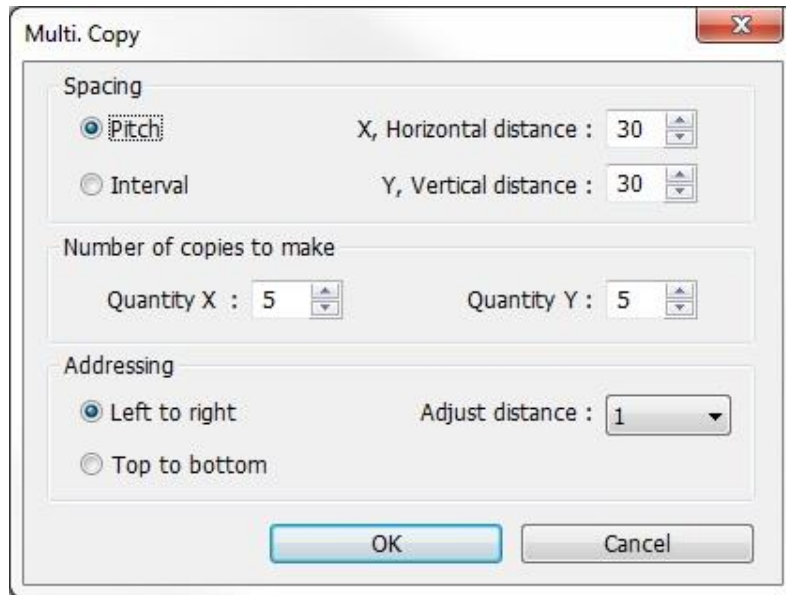 Multi. Copy
Spacing
Pitch X, Horizontal distance : 30
Interval Y, Vertical distance : 30
Number of copies to make
Quantity X : 5 Quantity Y : 5
Addressing
Left to right Adjust distance : 1
Top to bottom
OK Cancel